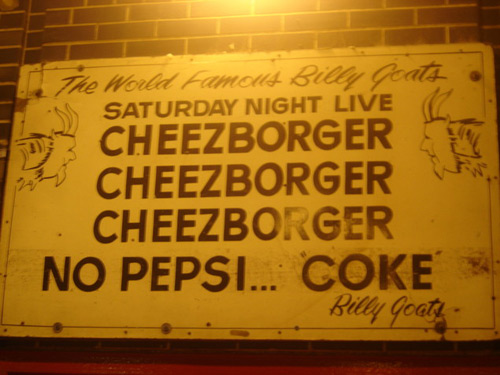 The World Famous Billy Goats
SATURDAY NIGHT LIVE
CHEEZBORGER
CHEEZBORGER
CHEEZBORGER
NO PEPSI... "COKE"
Billy Goats